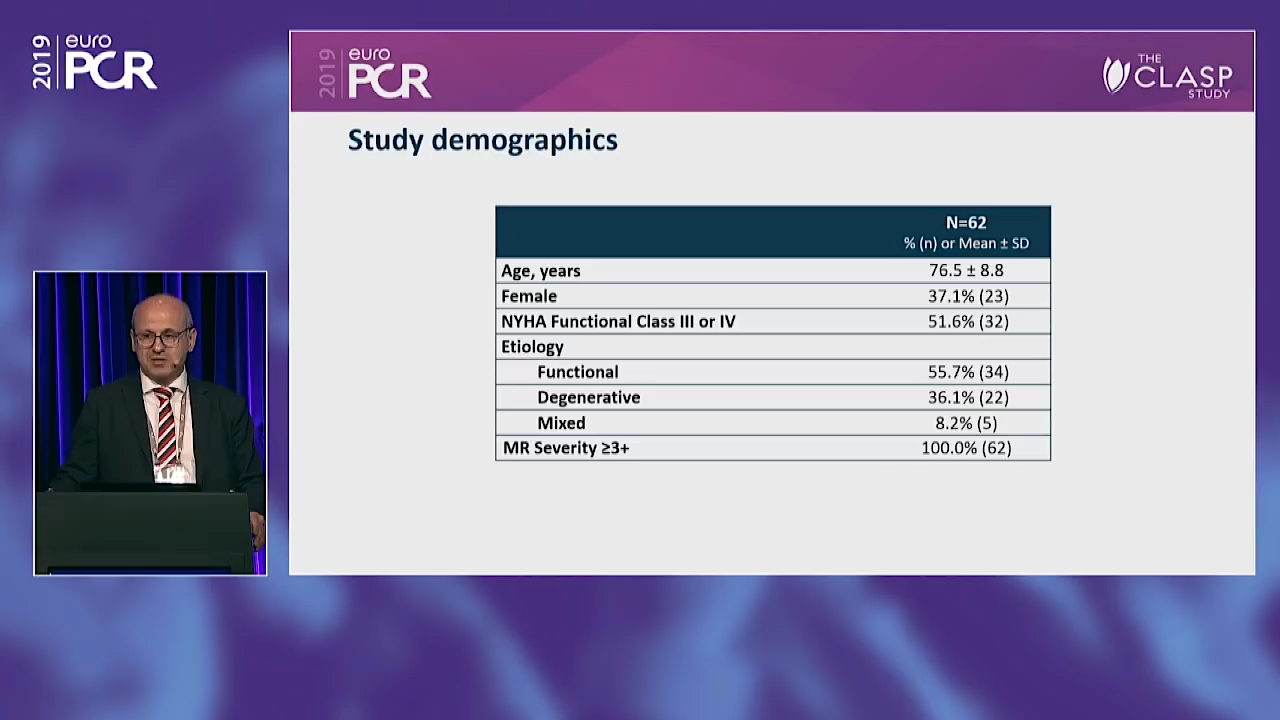 2019 euro PCR
2019 euro PCR
THE CLASP STUDY
Study demographics
N=62
% (n) or Mean ± SD
Age, years 76.5 ± 8.8
Female 37.1% (23)
NYHA Functional Class III or IV 51.6% (32)
Etiology
Functional 55.7% (34)
Degenerative 36.1% (22)
Mixed 8.2% (5)
MR Severity ≥3+ 100.0% (62)